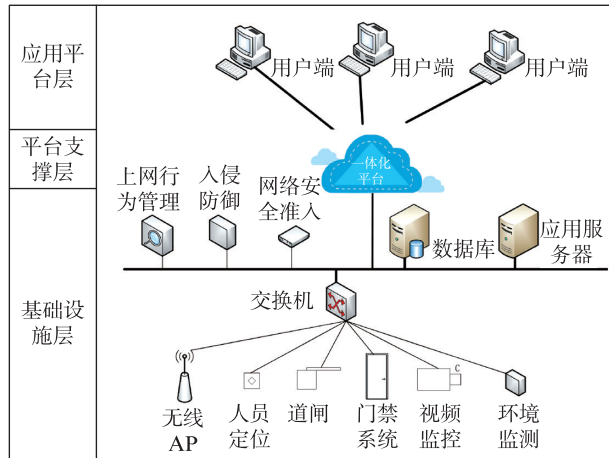 应用平
台层
用户端
用户端
用户端
平台支
撑层
一体化
平台
上网行
为管理
入侵
防御
网络安
全准入
数据库
应用服
务器
基础设
施层
交换机
C
无线
AP
人员
定位
道闸
门禁
系统
视频
监控
环境
监测